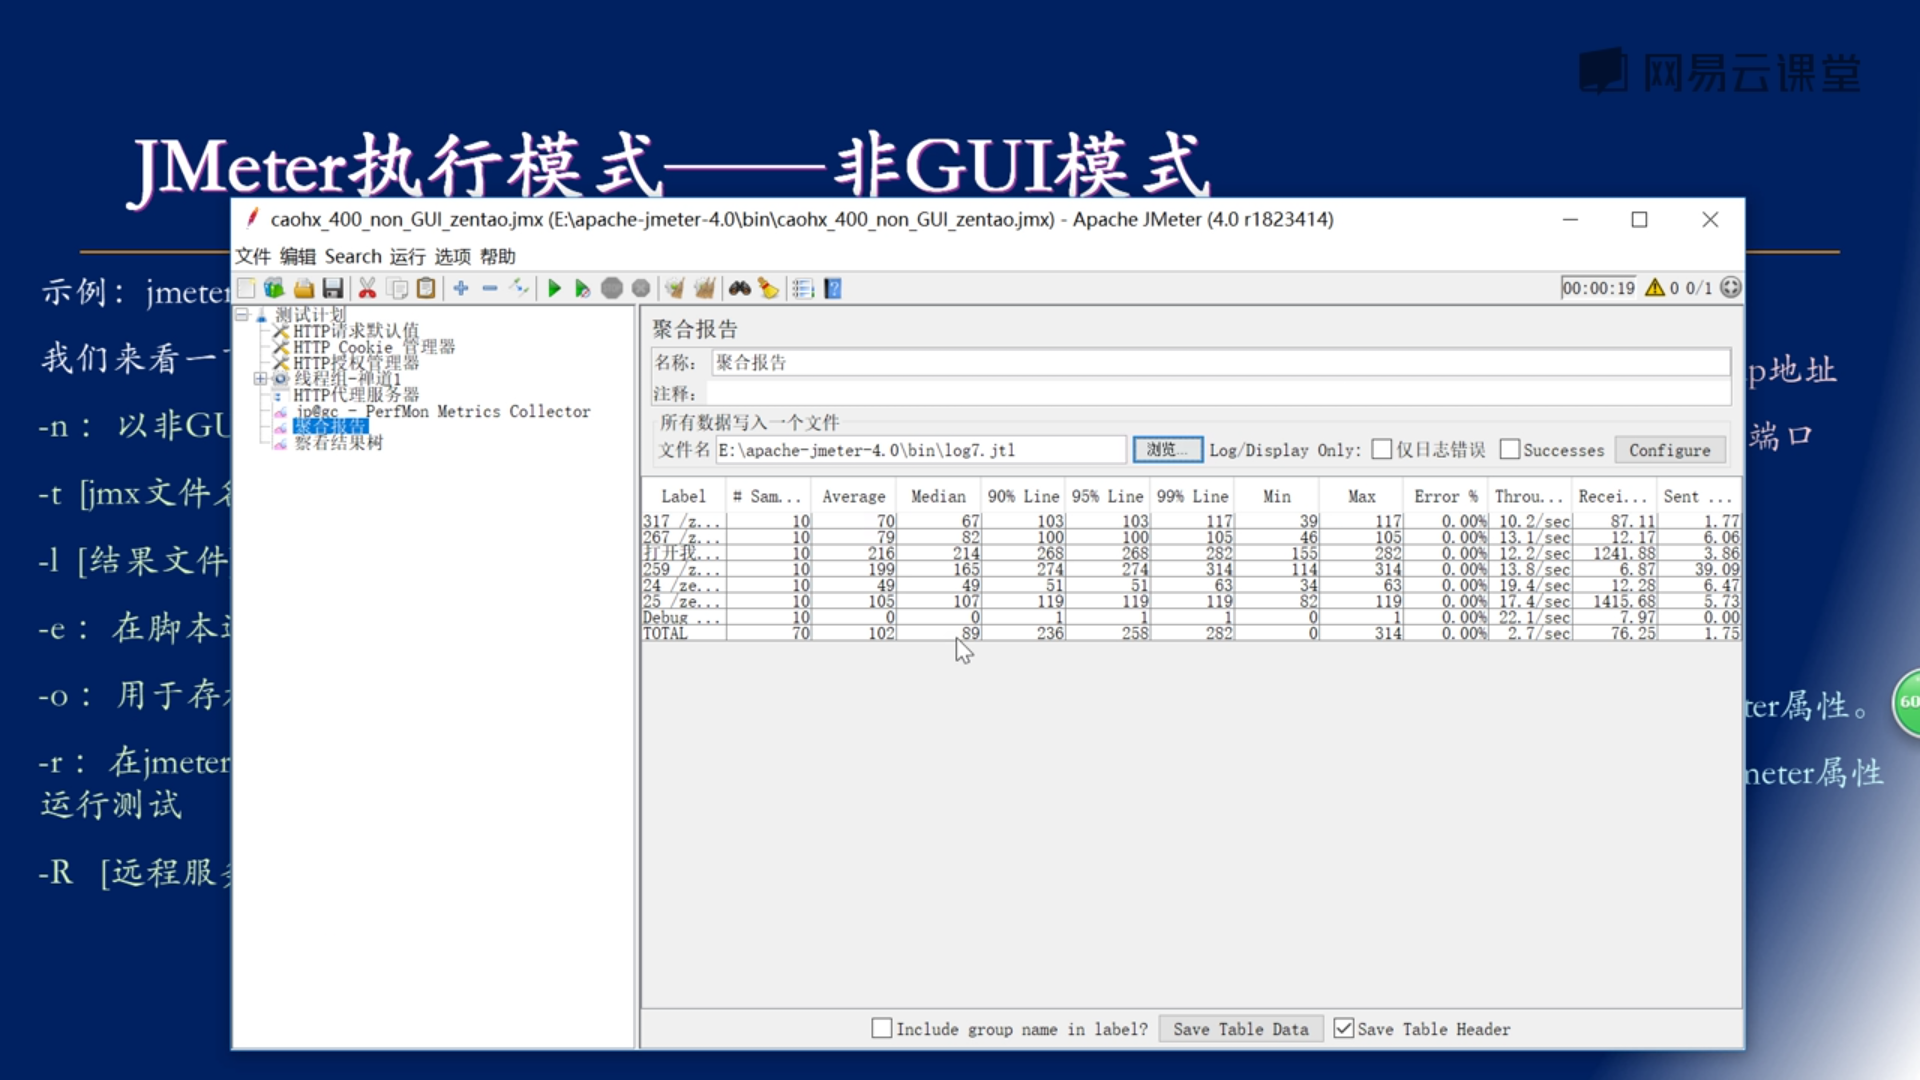 网易云课堂
JMeter执行模式——非GUI模式
caohx_400_non_GUI_zentao.jmx (E:\apache-jmeter-4.0\bin\caohx_400_non_GUI_zentao.jmx) - Apache JMeter (4.0 r1823414)
文件 编辑 Search 运行 选项 帮助
00:00:19 0 0/1
示例：jmeter
我们来看一
-n： 以非GU
-t [jmx文件
-l [结果文件
-e： 在脚本
-o： 用于存
-r： 在jmeter
运行测试
-R [远程服
测试计划
HTTP请求默认值
HTTP Cookie 管理器
HTTP授权管理器
线程组-禅道1
HTTP代理服务器
jp@gc - PerfMon Metrics Collector
聚合报告
察看结果树
聚合报告
名称： 聚合报告
注释：
所有数据写入一个文件
文件名 E:\apache-jmeter-4.0\bin\log7.jtl 浏览... Log/Display Only: 仅日志错误 Successes Configure
Label # Sam... Average Median 90% Line 95% Line 99% Line Min Max Error % Throu... Recei... Sent ...
317 /z... 10 70 67 103 103 117 39 117 0.00% 10.2/sec 87.11 1.77
267 /z... 10 79 82 100 100 105 46 105 0.00% 13.1/sec 12.17 6.06
打开我... 10 216 214 268 268 282 155 282 0.00% 12.2/sec 1241.88 3.86
259 /z... 10 199 165 274 274 314 114 314 0.00% 13.8/sec 6.87 39.09
24 /ze... 10 49 49 51 51 63 34 63 0.00% 19.4/sec 12.28 6.47
25 /ze... 10 105 107 119 119 119 82 119 0.00% 17.4/sec 1415.68 5.73
Debug ... 10 0 0 1 1 1 0 1 0.00% 22.1/sec 7.97 0.00
TOTAL 70 102 89 236 258 282 0 314 0.00% 2.7/sec 76.25 1.75
Include group name in label? Save Table Data Save Table Header
p地址
端口
ter属性。
meter属性
60